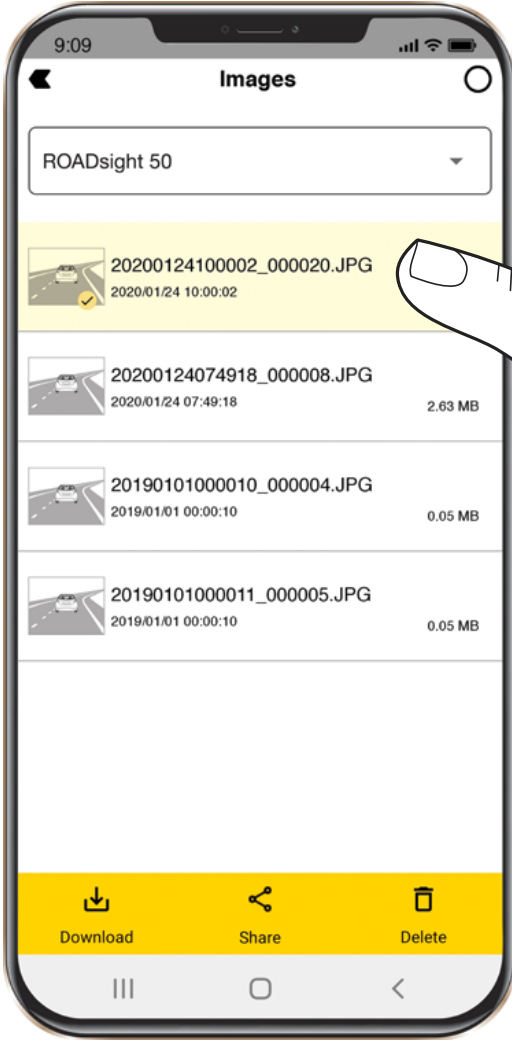 9:09
Images
ROADsight 50
20200124100002_000020.JPG
2020/01/24 10:00:02
20200124074918_000008.JPG
2020/01/24 07:49:18
2.63 MB
20190101000010_000004.JPG
2019/01/01 00:00:10
0.05 MB
20190101000011_000005.JPG
2019/01/01 00:00:10
0.05 MB
Download Share Delete